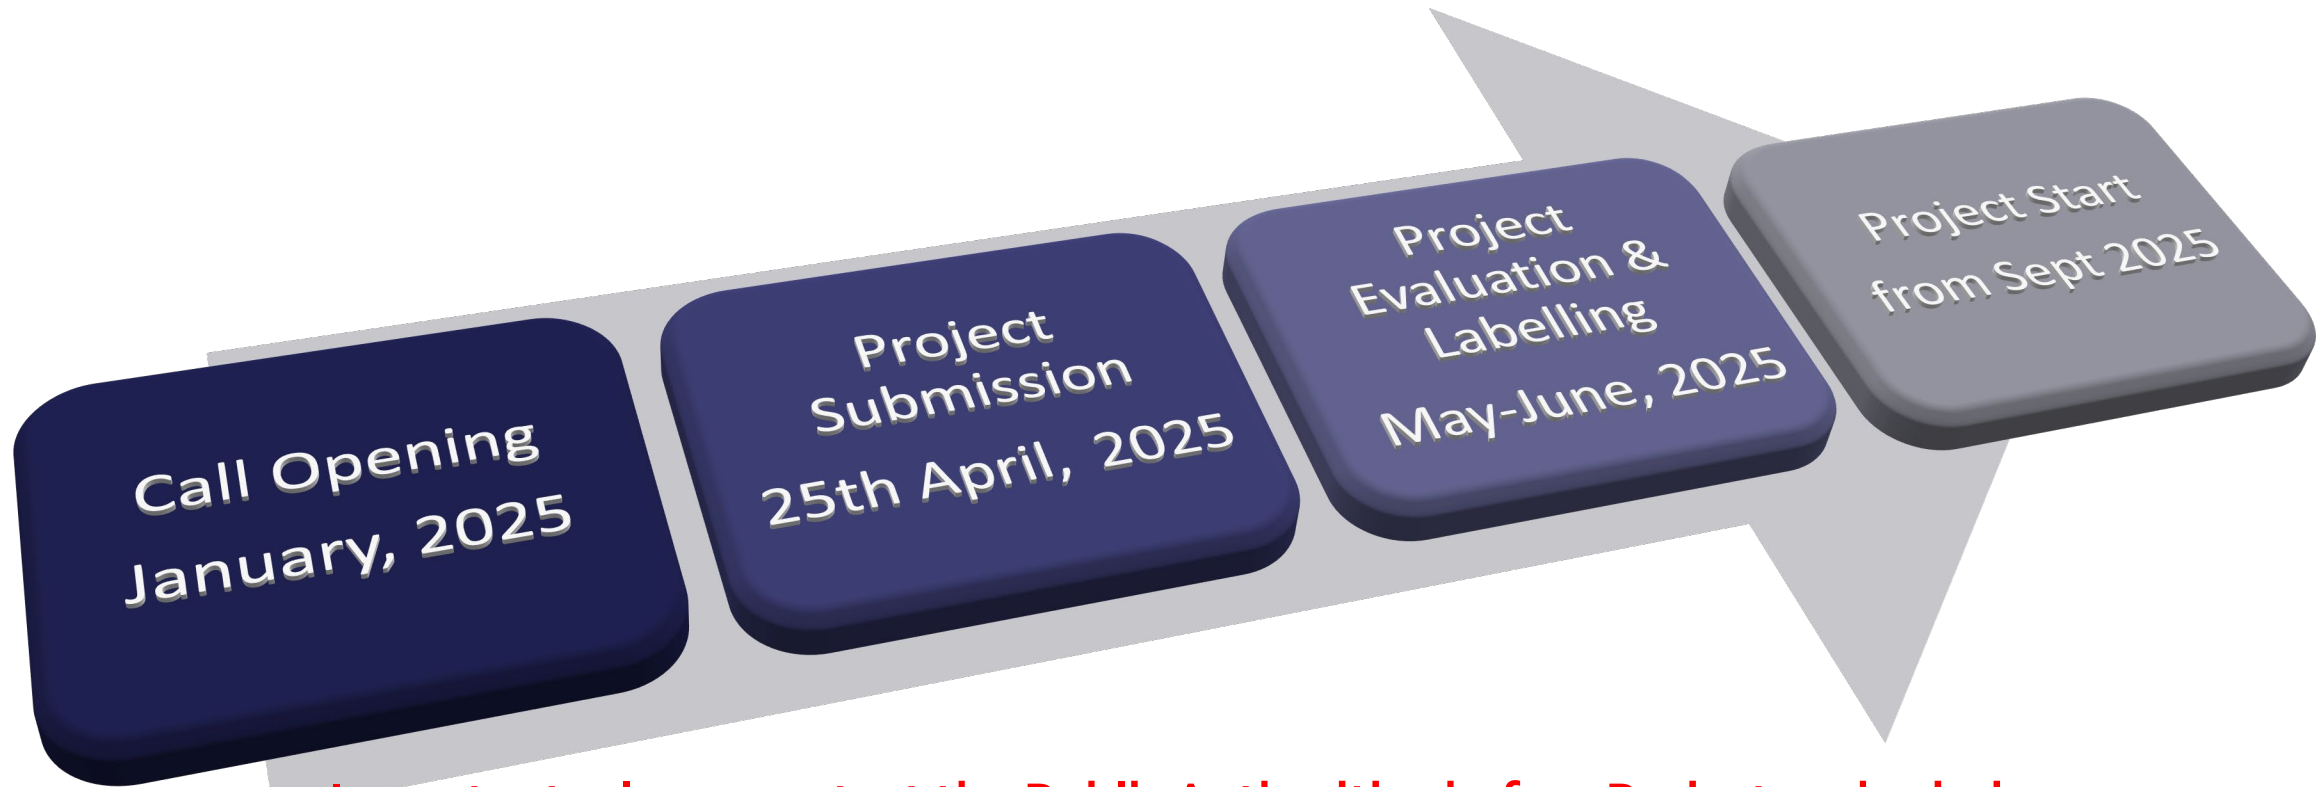 Call Opening
January, 2025
Project
Submission
25th April, 2025
Project
Evaluation &
Labelling
May-June, 2025
Project Start
from Sept 2025